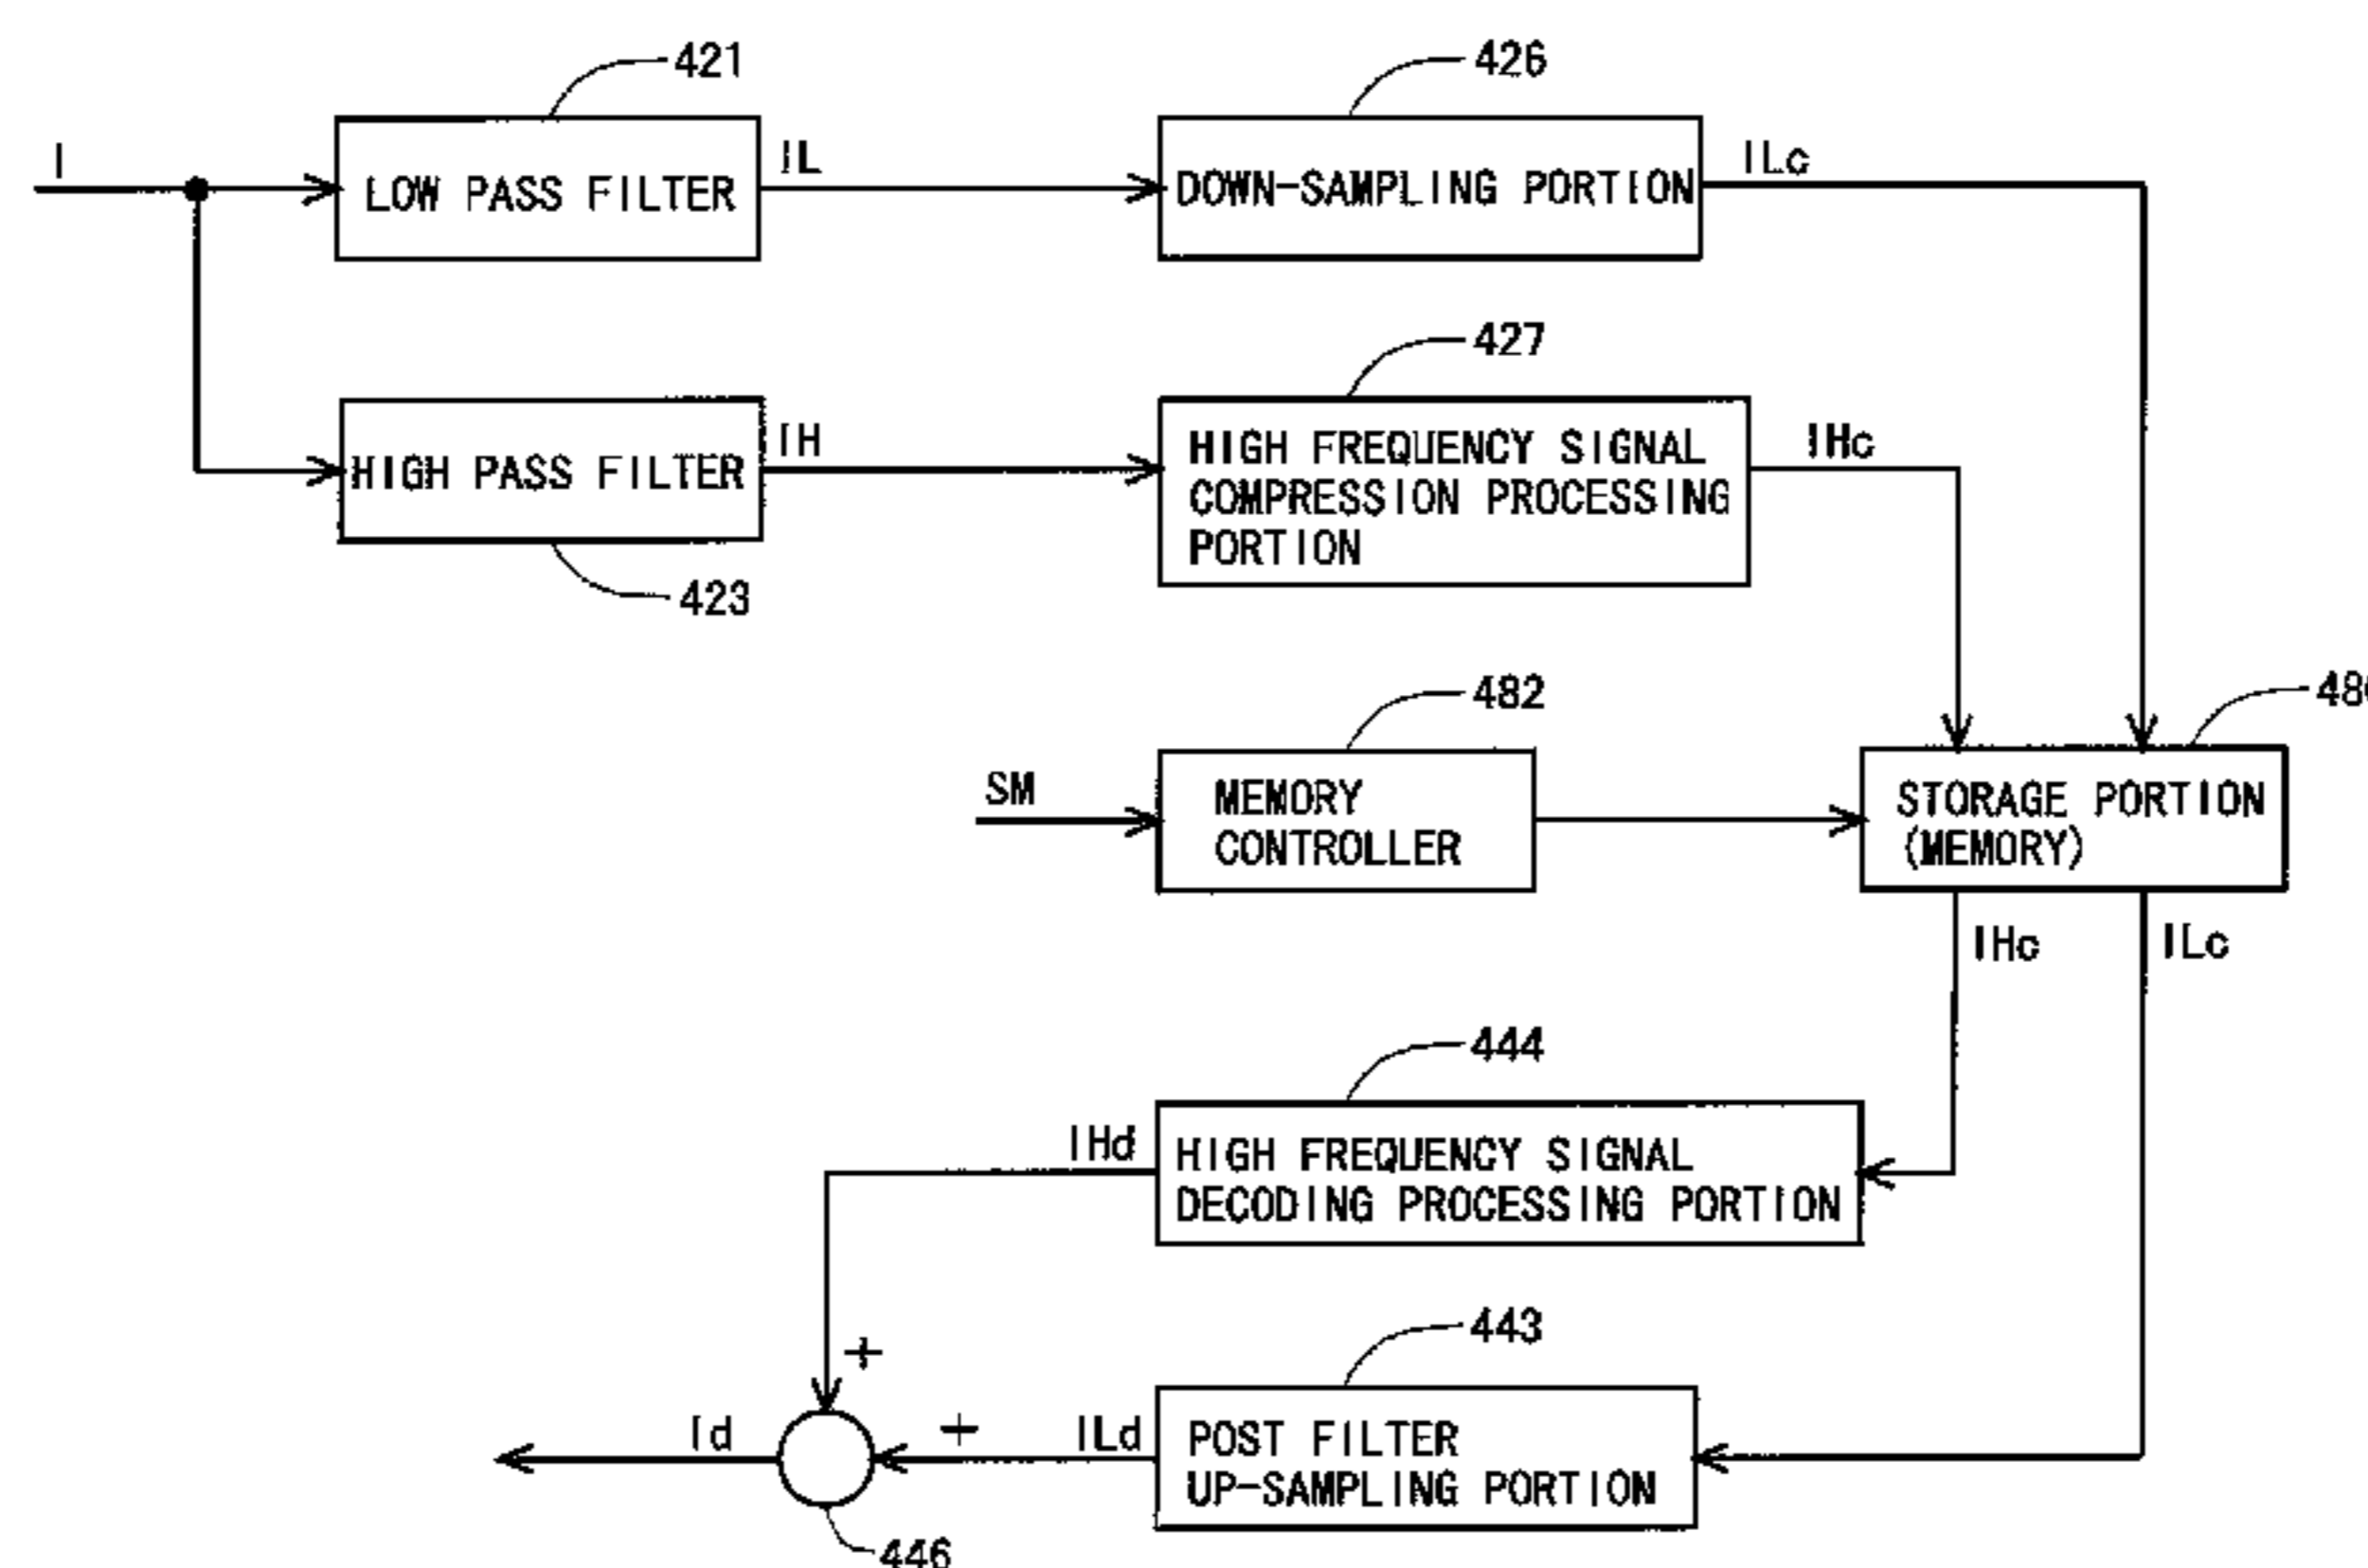 421
426
I
LOW PASS FILTER
IL
DOWN-SAMPLING PORTION
ILc
427
HIGH PASS FILTER
IH
HIGH FREQUENCY SIGNAL
COMPRESSION PROCESSING
PORTION
IHc
423
482
SM
MEMORY
CONTROLLER
STORAGE PORTION
(MEMORY)
IHc
ILc
444
IHd
HIGH FREQUENCY SIGNAL
DECODING PROCESSING PORTION
443
+
Id
+
ILd
POST FILTER
UP-SAMPLING PORTION
446